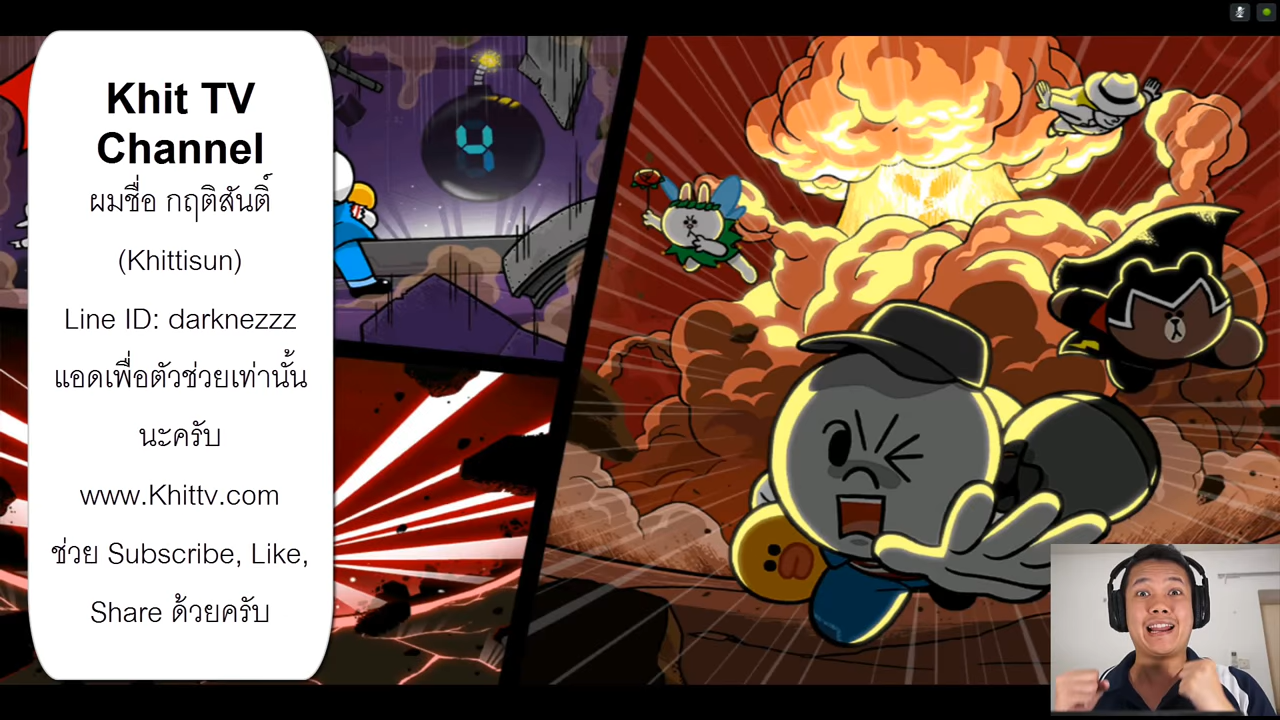 Khit TV
Channel
ผมชื่อ กฤติสันติ์
(Khittisun)
Line ID: darknezzz
แอดเพื่อตัวช่วยเท่านั้น
นะครับ
www.Khittv.com
ช่วย Subscribe, Like,
Share ด้วยครับ
4